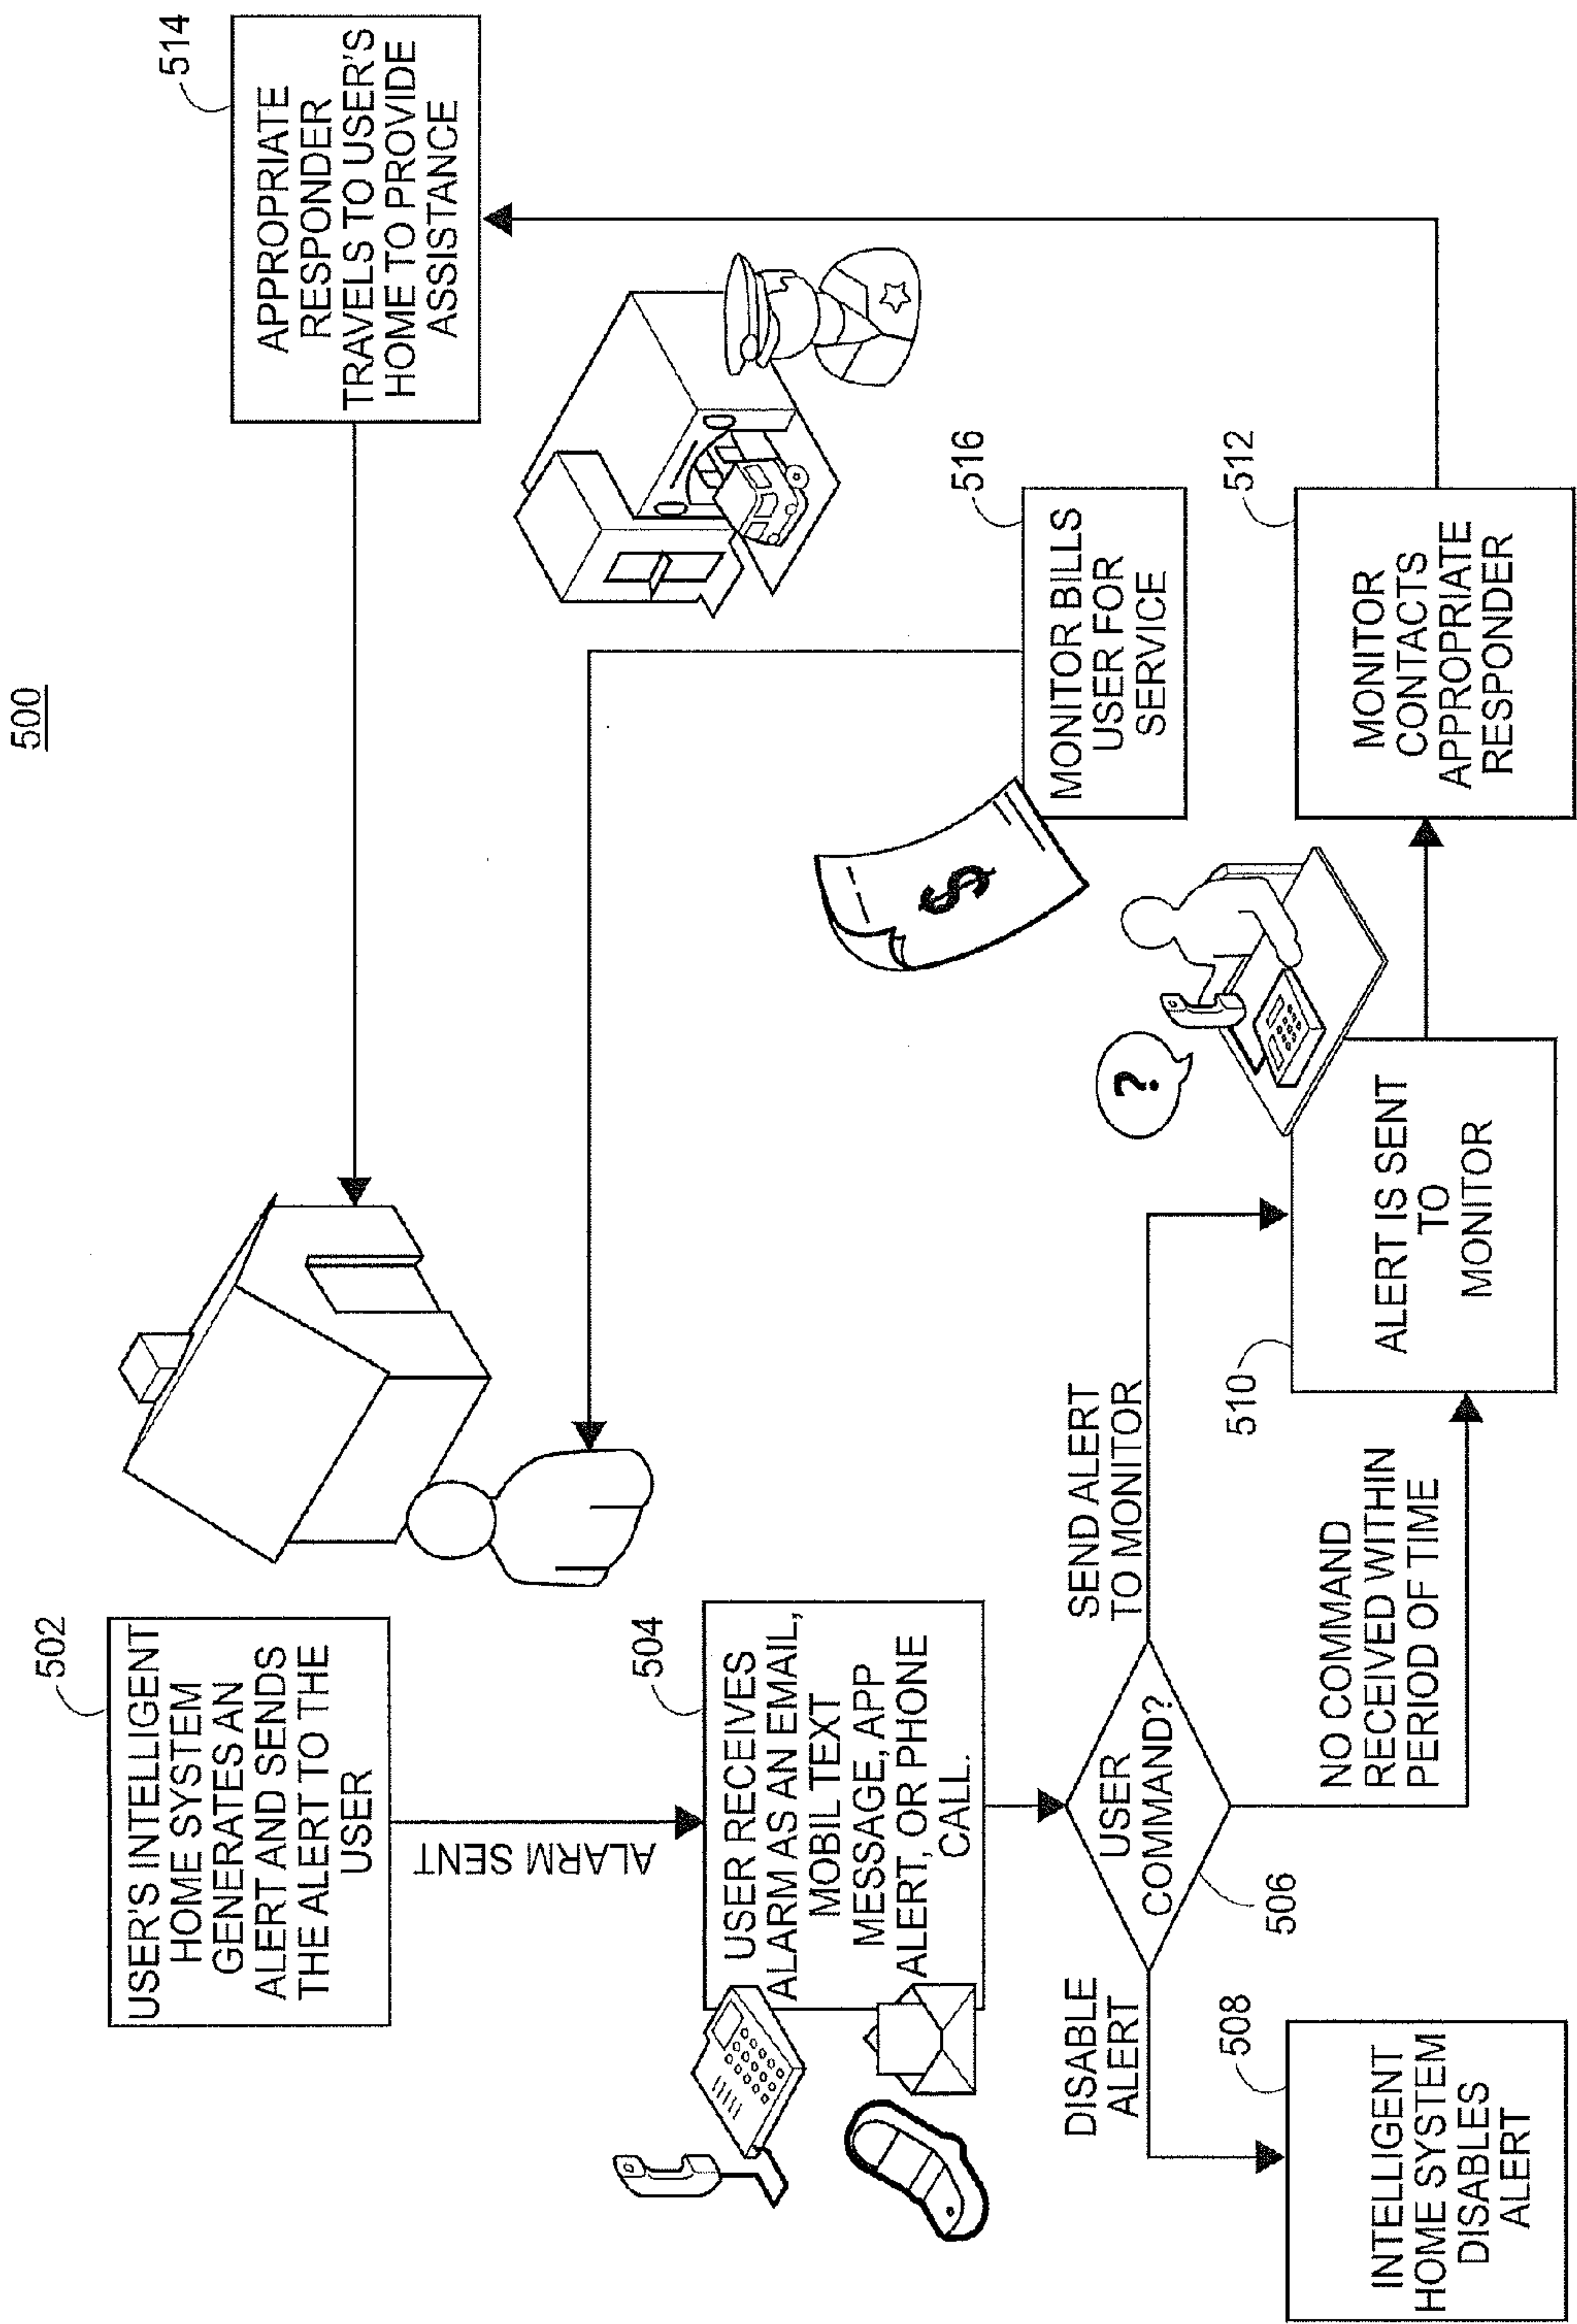 500
502
USER'S INTELLIGENT
HOME SYSTEM
GENERATES AN
ALERT AND SENDS
THE ALERT TO THE
USER
ALARM SENT
504
USER RECEIVES
ALARM AS AN EMAIL,
MOBIL TEXT
MESSAGE, APP
ALERT, OR PHONE
CALL.
USER
COMMAND?
506
DISABLE
ALERT
508
INTELLIGENT
HOME SYSTEM
DISABLES
ALERT
SEND ALERT
TO MONITOR
NO COMMAND
RECEIVED WITHIN
PERIOD OF TIME
510
ALERT IS SENT
TO
MONITOR
?
512
MONITOR
CONTACTS
APPROPRIATE
RESPONDER
514
APPROPRIATE
RESPONDER
TRAVELS TO USER'S
HOME TO PROVIDE
ASSISTANCE
516
MONITOR BILLS
USER FOR
SERVICE
$